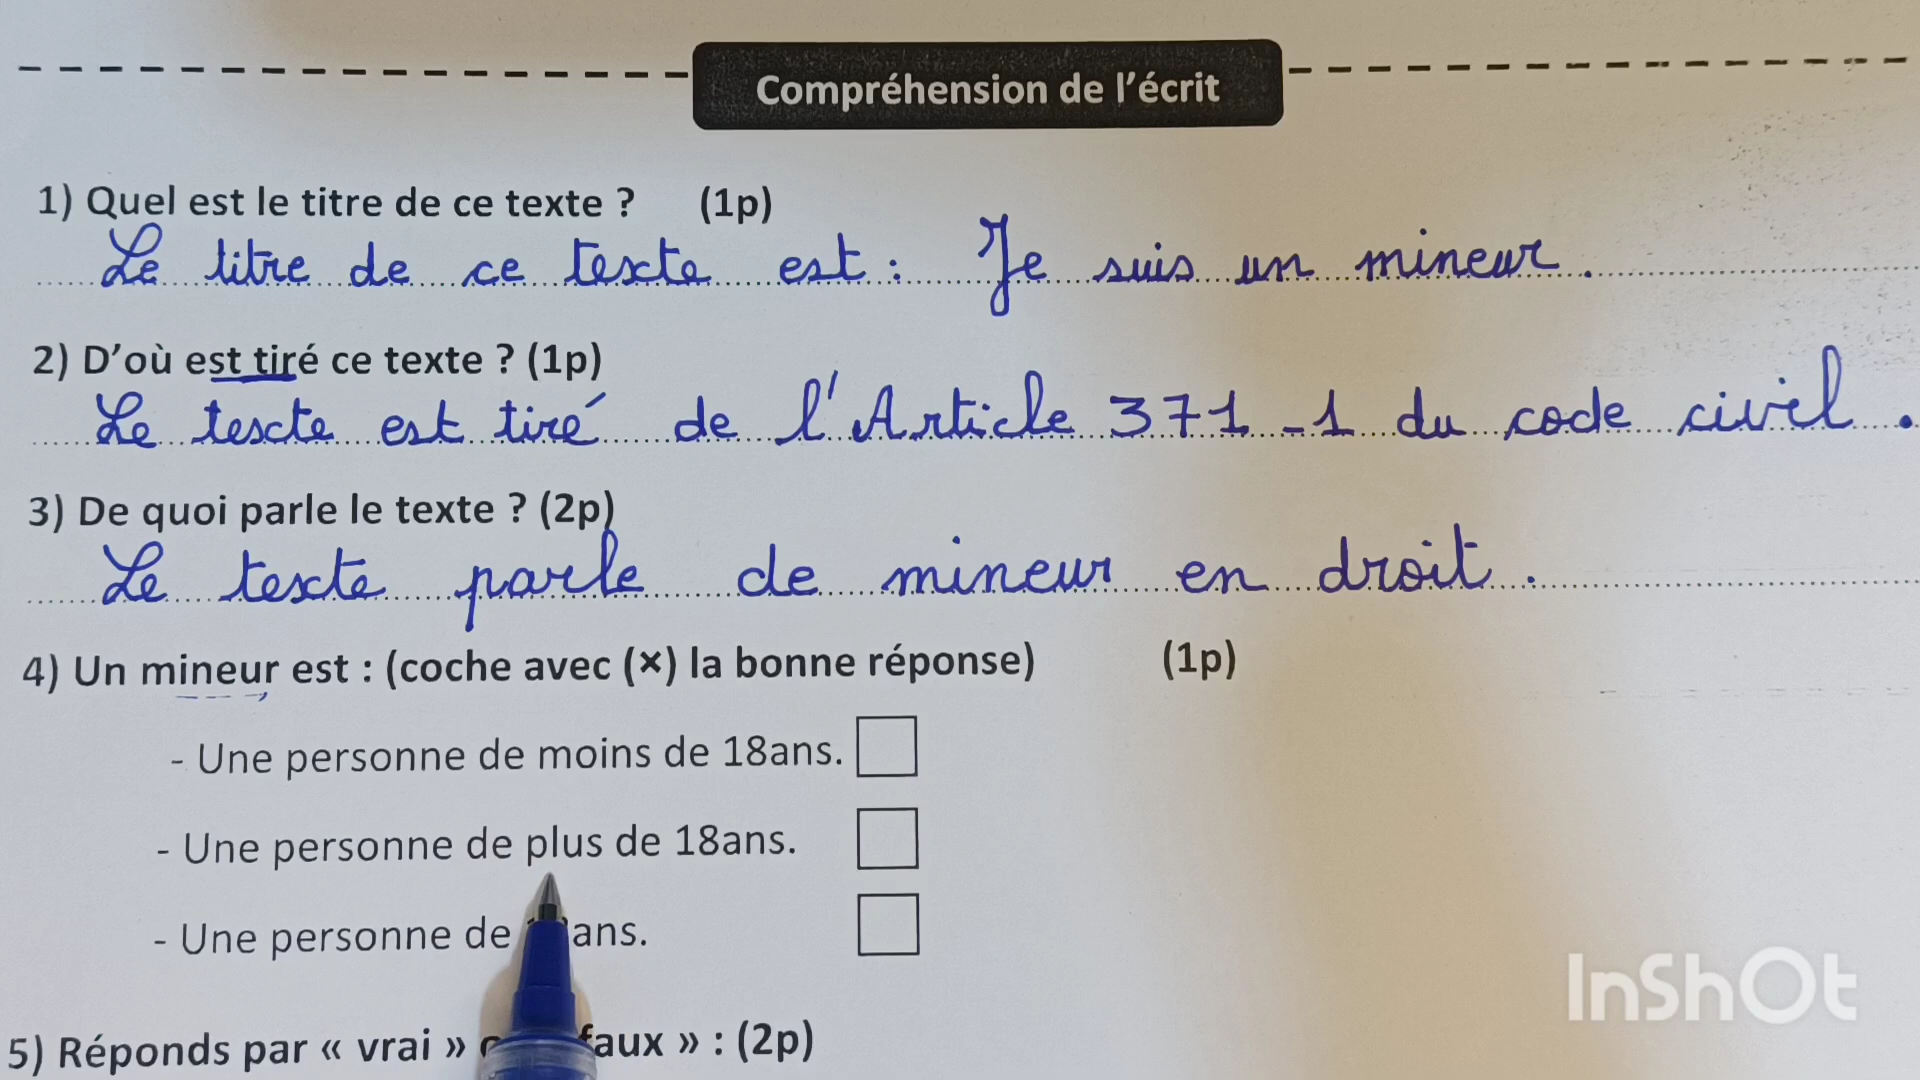 Compréhension de l'écrit
1) Quel est le titre de ce texte ? (1p)
Le titre de ce texte est : Je suis un mineur.
2) D'où est tiré ce texte ? (1p)
Le texte est tiré de l'Article 371-1 du code civil.
3) De quoi parle le texte ? (2p)
Le texte parle de mineur en droit.
4) Un mineur est : (coche avec (×) la bonne réponse) (1p)
- Une personne de moins de 18ans.
- Une personne de plus de 18ans.
- Une personne de ans.
5) Réponds par « vrai » faux » : (2p)
InShOt